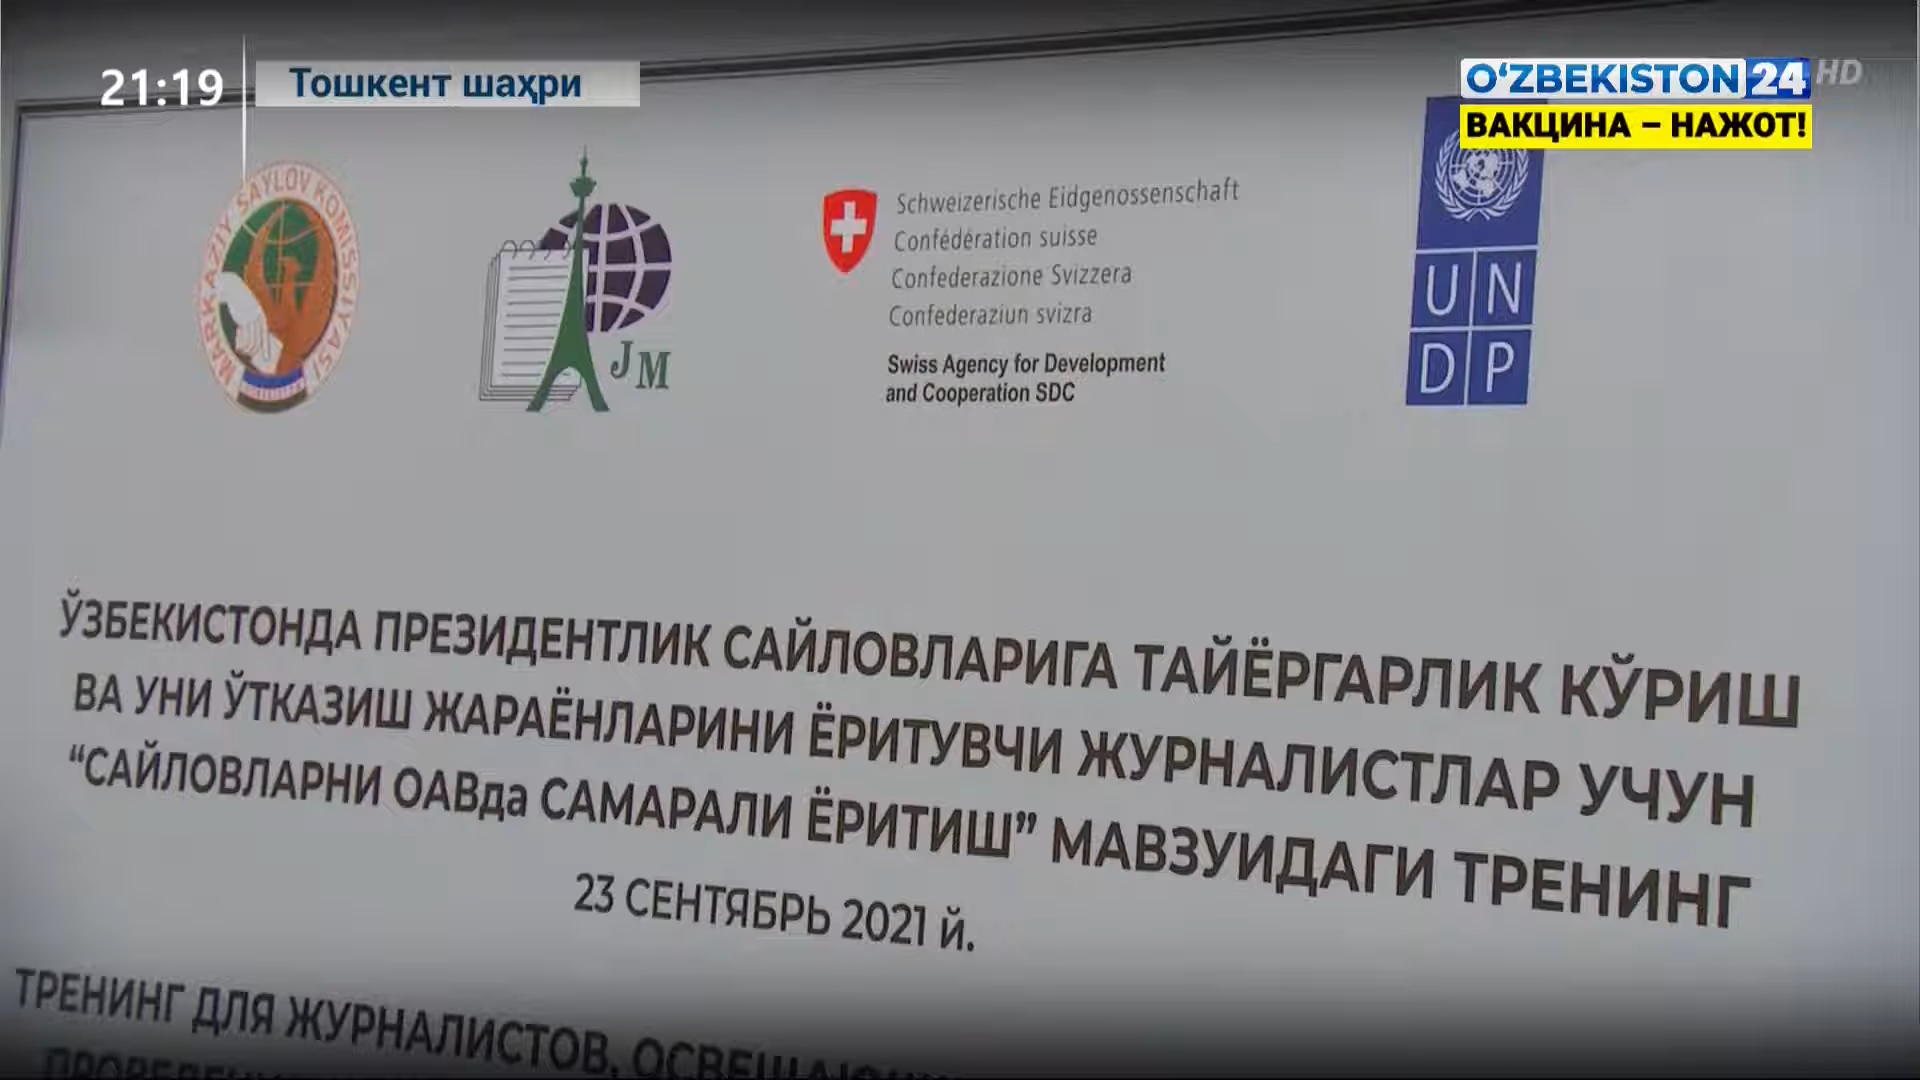 21:19
Тошкент шаҳри
O‘ZBEKISTON 24 HD
ВАКЦИНА – НАЖОТ!
MARKAZIY SAYLOV KOMISSIYASI
JM
Schweizerische Eidgenossenschaft
Confédération suisse
Confederazione Svizzera
Confederaziun svizra
Swiss Agency for Development
and Cooperation SDC
UN
DP
ЎЗБЕКИСТОНДА ПРЕЗИДЕНТЛИК САЙЛОВЛАРИГА ТАЙЁРГАРЛИК КЎРИШ
ВА УНИ ЎТКАЗИШ ЖАРАЁНЛАРИНИ ЁРИТУВЧИ ЖУРНАЛИСТЛАР УЧУН
“САЙЛОВЛАРНИ ОАВда САМАРАЛИ ЁРИТИШ” МАВЗУИДАГИ ТРЕНИНГ
23 СЕНТЯБРЬ 2021 й.
ТРЕНИНГ ДЛЯ ЖУРНАЛИСТОВ,